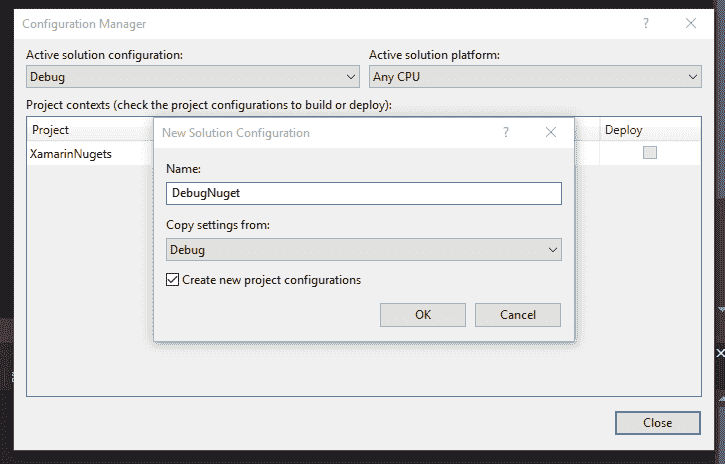 Configuration Manager
Active solution configuration:
Active solution platform:
Debug
Any CPU
Project contexts (check the project configurations to build or deploy):
Project
Deploy
XamarinNugets
New Solution Configuration
Name:
DebugNuget
Copy settings from:
Debug
Create new project configurations
OK
Cancel
Close